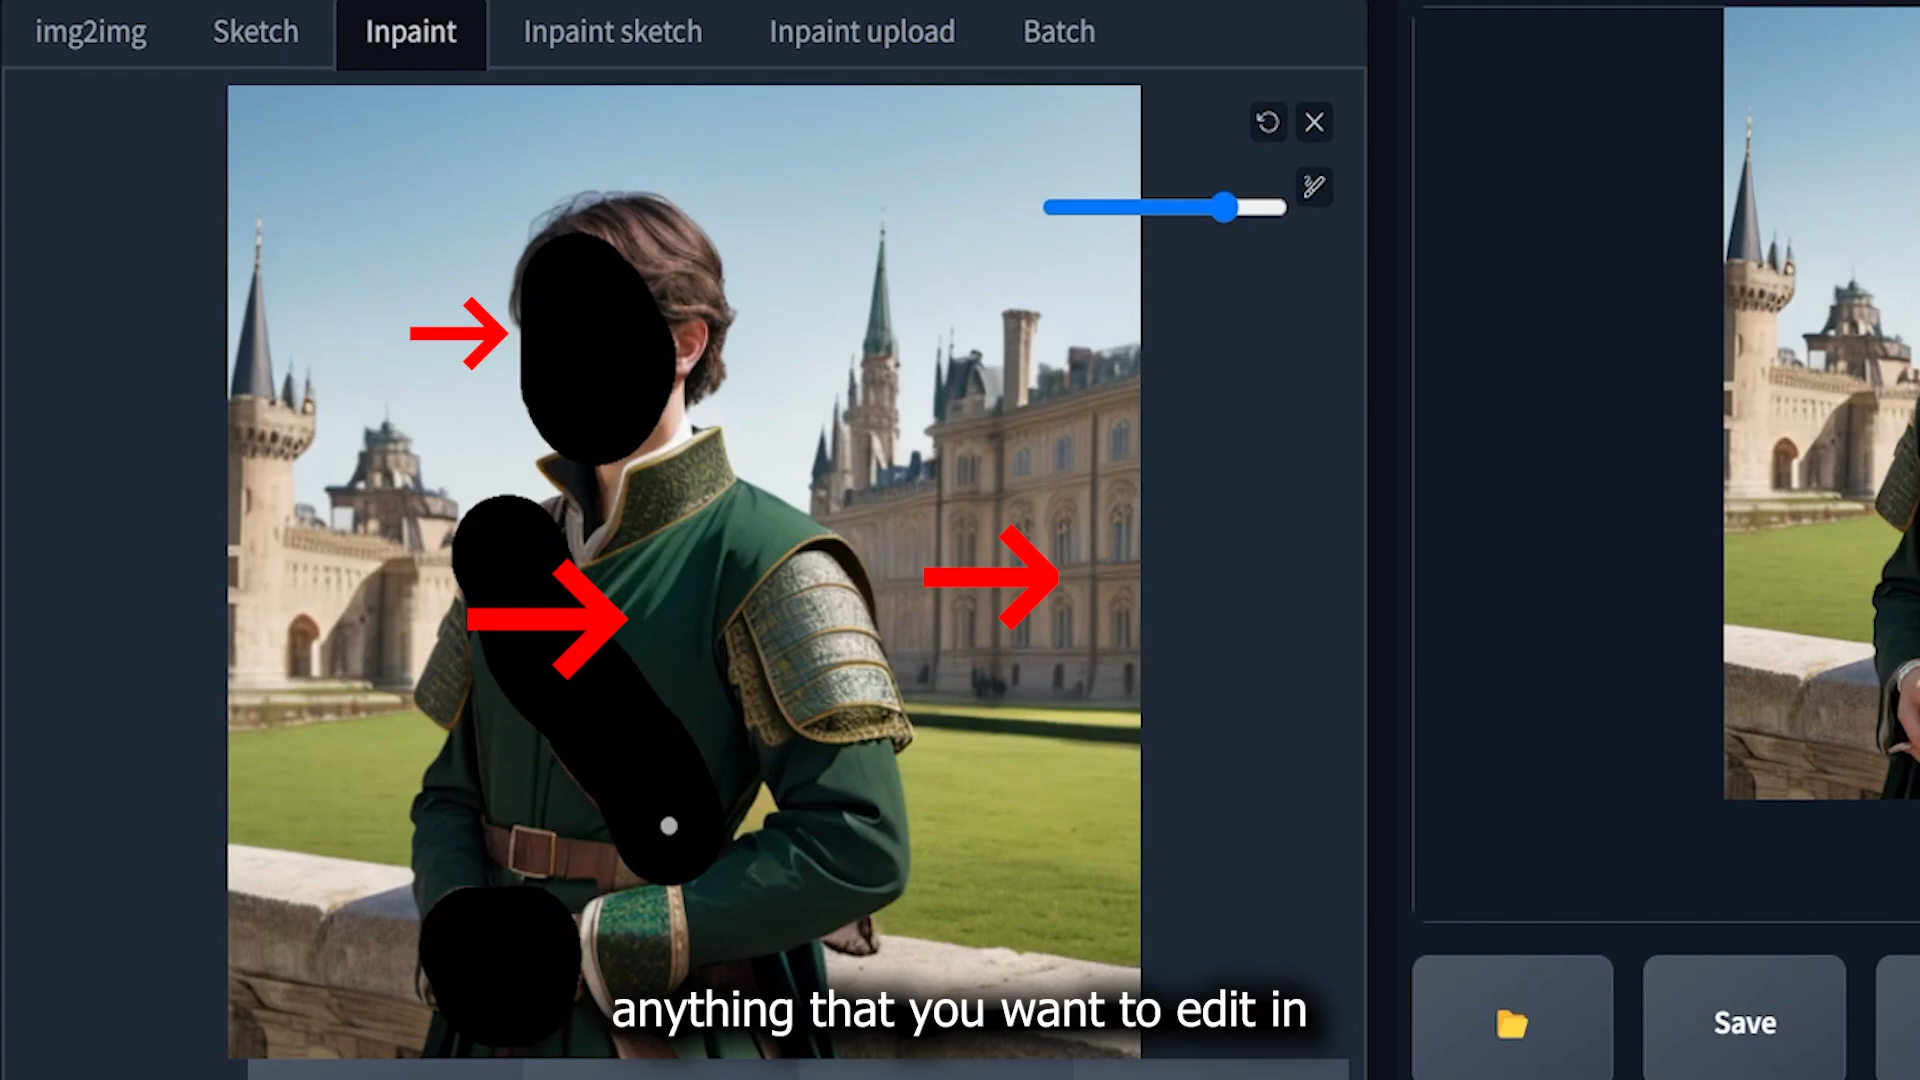 img2img Sketch Inpaint Inpaint sketch Inpaint upload Batch
anything that you want to edit in
Save